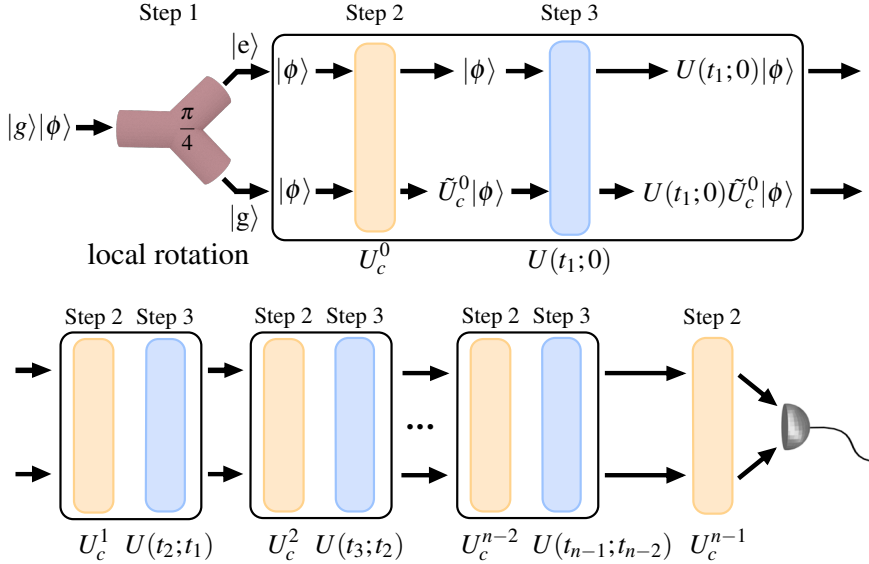 Step 1 Step 2 Step 3
|e⟩
|ϕ⟩ |ϕ⟩ U(t₁;0)|ϕ⟩
|g⟩|ϕ⟩ π/4
|ϕ⟩ Ũ_c^0|ϕ⟩ U(t₁;0)Ũ_c^0|ϕ⟩
|g⟩
local rotation U_c^0 U(t₁;0)
Step 2 Step 3 Step 2 Step 3 Step 2 Step 3 Step 2
...
U_c^1 U(t₂;t₁) U_c^2 U(t₃;t₂) U_c^{n−2} U(t_{n−1};t_{n−2}) U_c^{n−1}